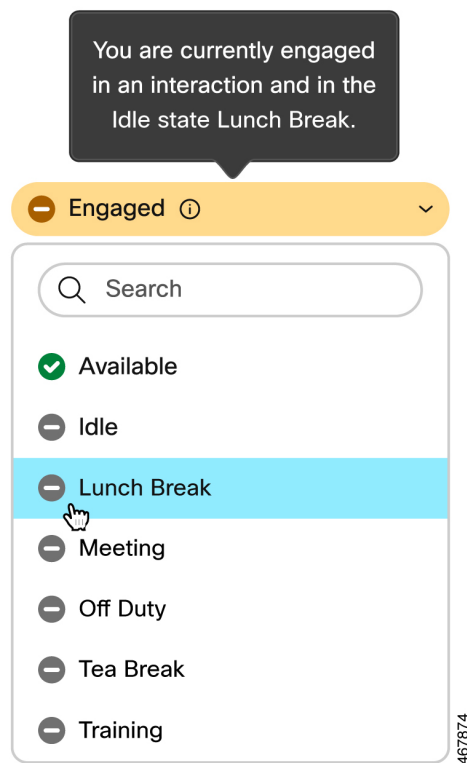 You are currently engaged
in an interaction and in the
Idle state Lunch Break.
Engaged
Search
Available
Idle
Lunch Break
Meeting
Off Duty
Tea Break
Training
467874